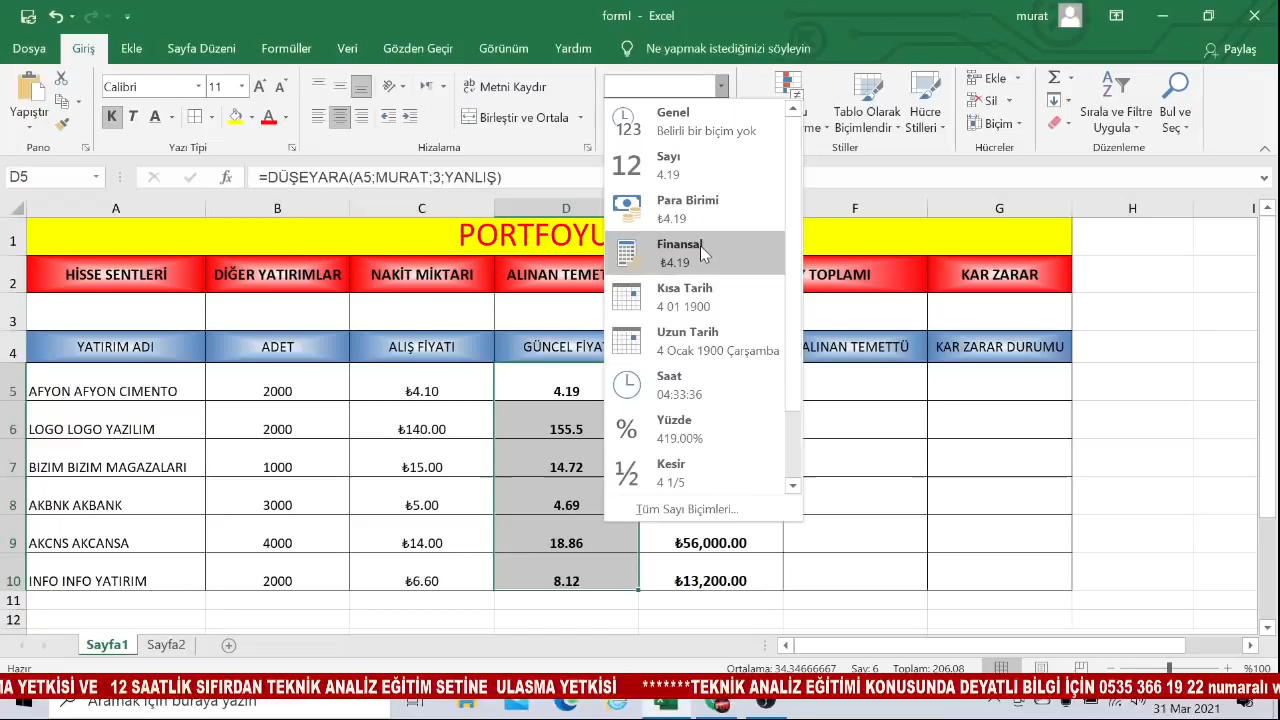 forml - Excel
murat
Dosya
Giriş
Ekle
Sayfa Düzeni
Formüller
Veri
Gözden Geçir
Görünüm
Yardım
Ne yapmak istediğinizi söyleyin
Paylaş
Yapıştır
Calibri
11
K
T
A
Metni Kaydır
Birleştir ve Ortala
Tablo Olarak
Biçimlendir
Hücre
Stilleri
Ekle
Sil
Biçim
Sırala ve Filtre
Uygula
Bul ve
Seç
Pano
Yazı Tipi
Hizalama
Stiller
Hücreler
Düzenleme
D5
=DÜŞEYARA(A5;MURAT;3;YANLIŞ)
Genel
Belirli bir biçim yok
Sayı
4.19
Para Birimi
₺4.19
Finansal
₺4.19
Kısa Tarih
4 01 1900
Uzun Tarih
4 Ocak 1900 Çarşamba
Saat
04:33:36
Yüzde
419.00%
Kesir
4 1/5
Tüm Sayı Biçimleri...
A B C D F G H I
1 PORTFOYU
2 HİSSE SENTLERİ DİĞER YATIRIMLAR NAKİT MİKTARI ALINAN TEMET TOPLAMI KAR ZARAR
3
4 YATIRIM ADI ADET ALIŞ FİYATI GÜNCEL FİYA ALINAN TEMETTÜ KAR ZARAR DURUMU
5 AFYON AFYON CIMENTO 2000 ₺4.10 4.19
6 LOGO LOGO YAZILIM 2000 ₺140.00 155.5
7 BIZIM BIZIM MAGAZALARI 1000 ₺15.00 14.72
8 AKBNK AKBANK 3000 ₺5.00 4.69
9 AKCNS AKCANSA 4000 ₺14.00 18.86 ₺56,000.00
10 INFO INFO YATIRIM 2000 ₺6.60 8.12 ₺13,200.00
11
12
Sayfa1
Sayfa2
Hazır
Ortalama: 34.34666667
Say: 6
Toplam: 206.08
%100
MA YETKİSİ VE 12 SAATLİK SIFIRDAN TEKNİK ANALİZ EĞİTİM SETİNE ULASMA YETKİSİ *******TEKNİK ANALİZ EĞİTİMİ KONUSUNDA DEYATLI BİLGİ İÇİN 0535 366 19 22 numaralı w
Aramak için buraya yazın
31 Mar 2021